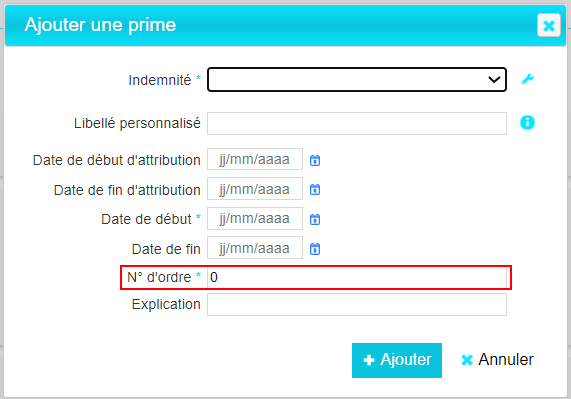 Ajouter une prime
Indemnité *
Libellé personnalisé
Date de début d'attribution jj/mm/aaaa
Date de fin d'attribution jj/mm/aaaa
Date de début * jj/mm/aaaa
Date de fin jj/mm/aaaa
N° d'ordre * 0
Explication
Ajouter Annuler